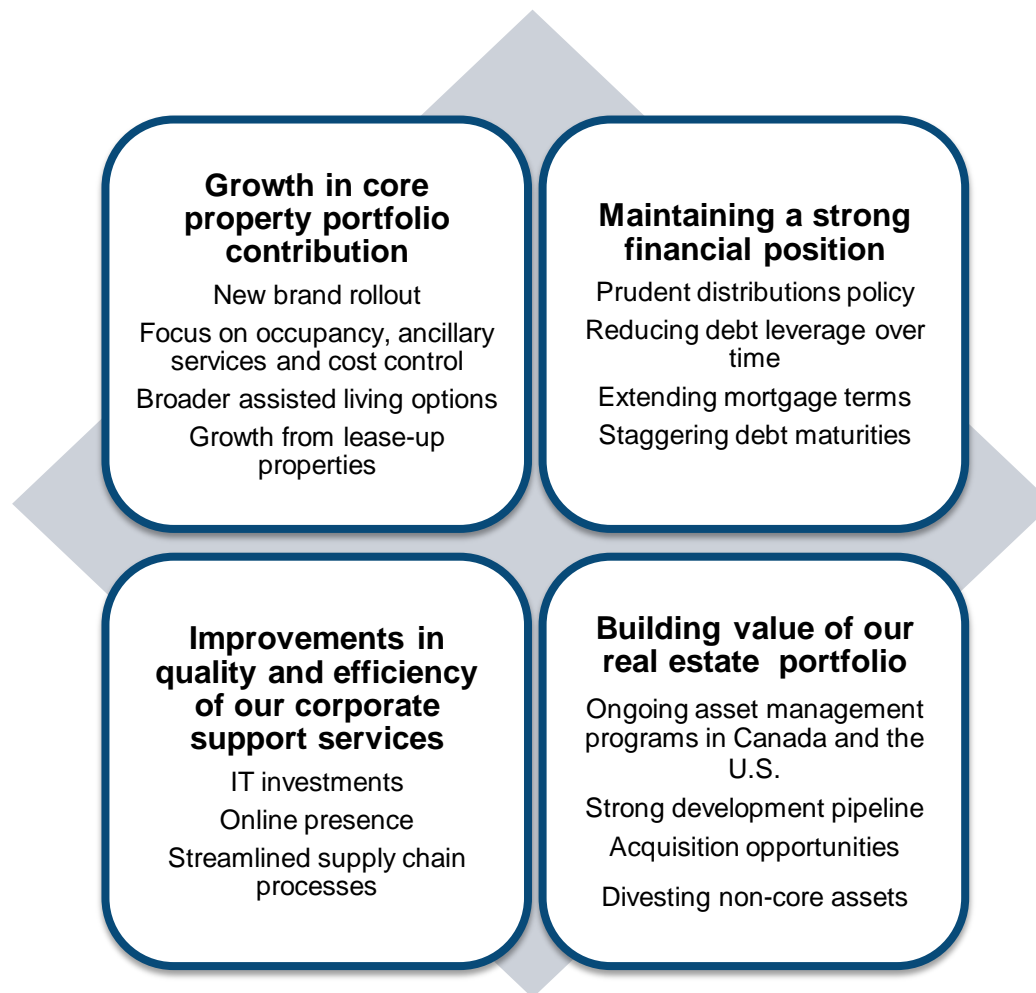 Growth in core
property portfolio
contribution
New brand rollout
Focus on occupancy, ancillary
services and cost control
Broader assisted living options
Growth from lease-up
properties
Maintaining a strong
financial position
Prudent distributions policy
Reducing debt leverage over
time
Extending mortgage terms
Staggering debt maturities
Improvements in
quality and efficiency
of our corporate
support services
IT investments
Online presence
Streamlined supply chain
processes
Building value of our
real estate portfolio
Ongoing asset management
programs in Canada and the
U.S.
Strong development pipeline
Acquisition opportunities
Divesting non-core assets